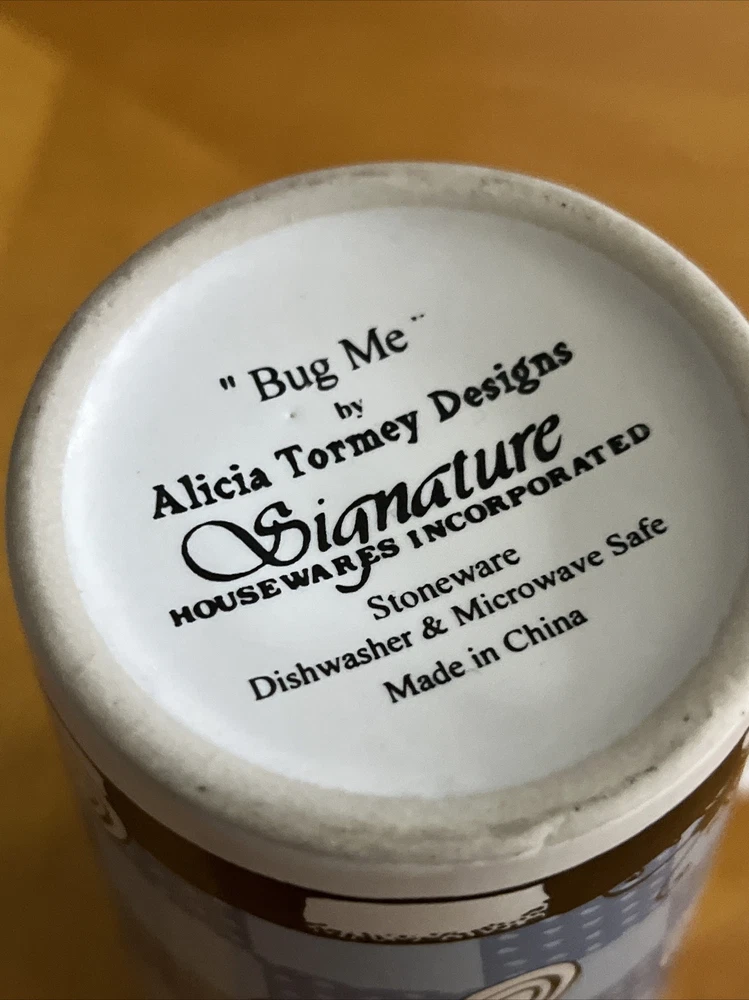 " Bug Me "
by
Alicia Tormey Designs
Signature
HOUSEWARES INCORPORATED
Stoneware
Dishwasher & Microwave Safe
Made in China